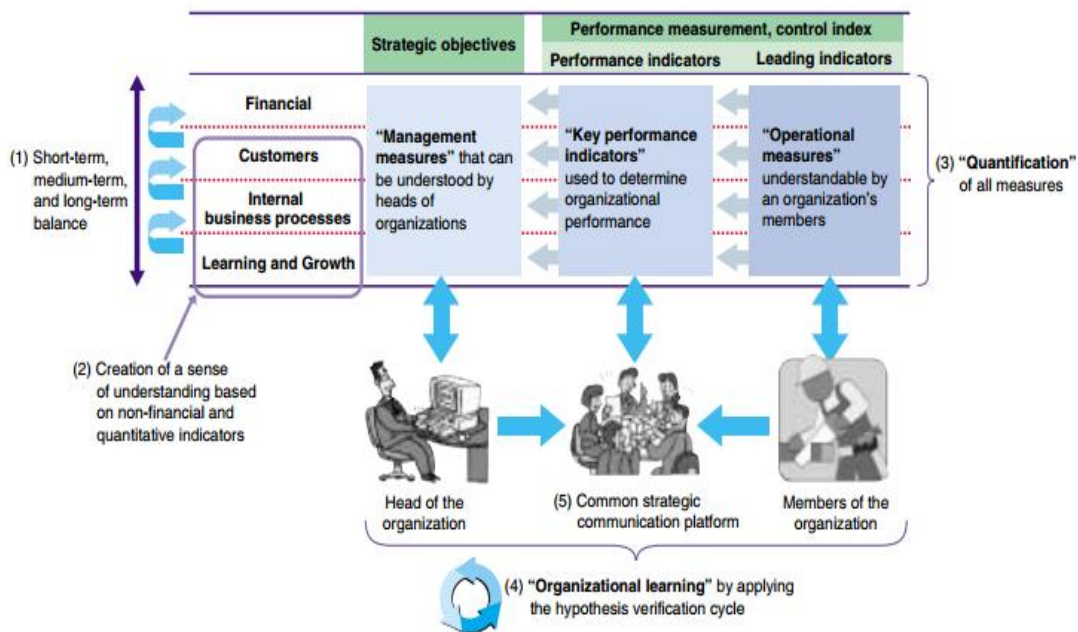 Strategic objectives
Performance measurement, control index
Performance indicators
Leading indicators
(1) Short-term,
medium-term,
and long-term
balance
Financial
Customers
Internal
business processes
Learning and Growth
“Management
measures” that can
be understood by
heads of
organizations
“Key performance
indicators”
used to determine
organizational
performance
“Operational
measures”
understandable by
an organization’s
members
(3) “Quantification”
of all measures
(2) Creation of a sense
of understanding based
on non-financial and
quantitative indicators
Head of the
organization
(5) Common strategic
communication platform
Members of the
organization
(4) “Organizational learning” by applying
the hypothesis verification cycle